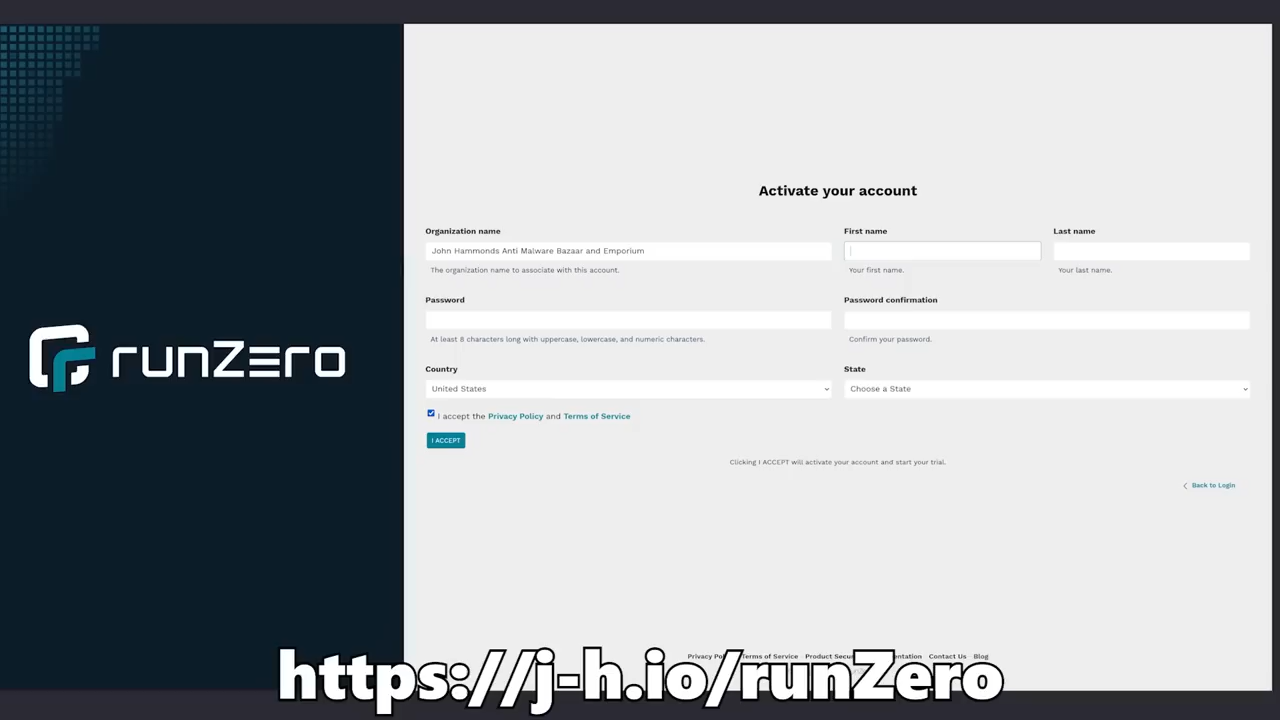 runZero
Activate your account
Organization name
First name
Last name
John Hammonds Anti Malware Bazaar and Emporium
The organization name to associate with this account.
Your first name.
Your last name.
Password
Password confirmation
At least 8 characters long with uppercase, lowercase, and numeric characters.
Confirm your password.
Country
State
United States
Choose a State
I accept the Privacy Policy and Terms of Service
I ACCEPT
Clicking I ACCEPT will activate your account and start your trial.
Back to Login
Privacy Terms of Service Product Contact Us Blog
https://j-h.io/runZero